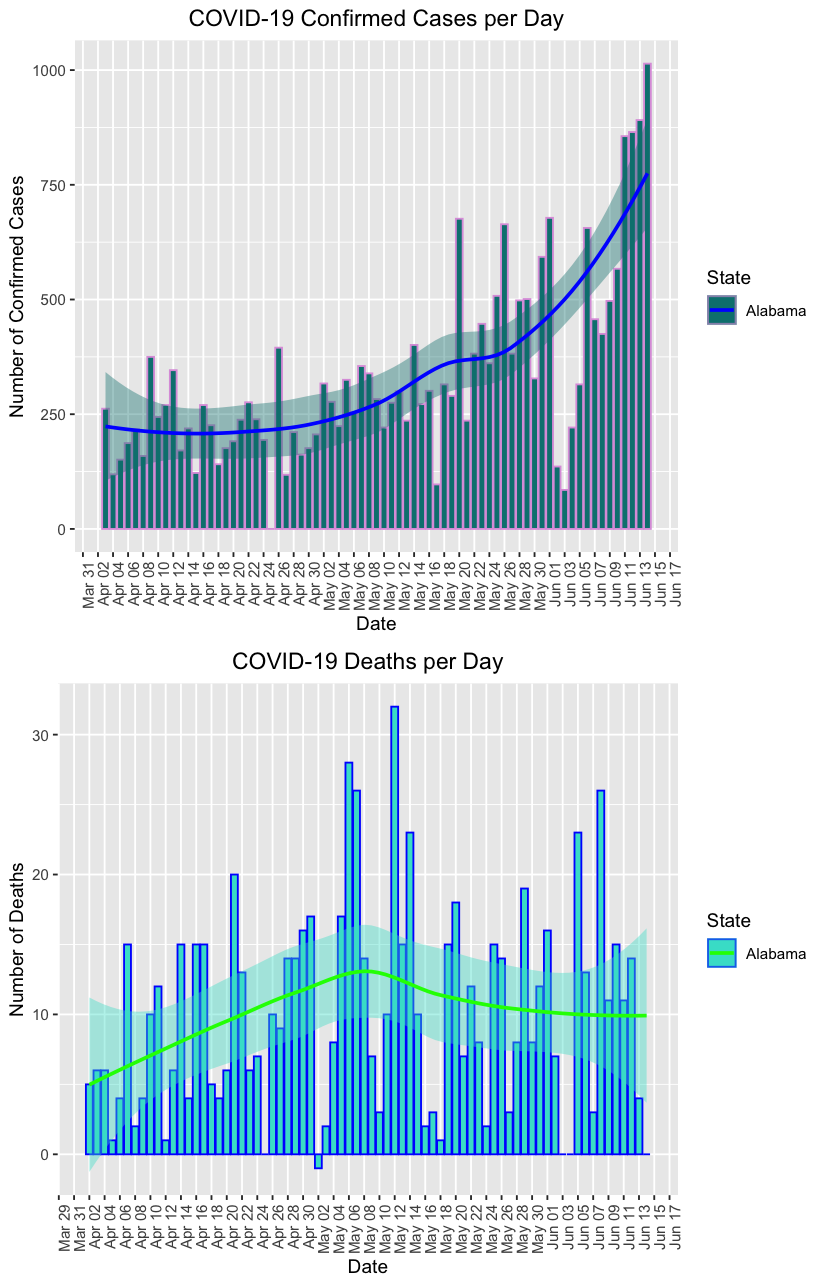 COVID-19 Confirmed Cases per Day
Number of Confirmed Cases
1000
750
500
250
0
Mar 31
Apr 02
Apr 04
Apr 06
Apr 08
Apr 10
Apr 12
Apr 14
Apr 16
Apr 18
Apr 20
Apr 22
Apr 24
Apr 26
Apr 28
Apr 30
May 02
May 04
May 06
May 08
May 10
May 12
May 14
May 16
May 18
May 20
May 22
May 24
May 26
May 28
May 30
Jun 01
Jun 03
Jun 05
Jun 07
Jun 09
Jun 11
Jun 13
Jun 15
Jun 17
Date
State
Alabama
COVID-19 Deaths per Day
Number of Deaths
30
20
10
0
Mar 29
Mar 31
Apr 02
Apr 04
Apr 06
Apr 08
Apr 10
Apr 12
Apr 14
Apr 16
Apr 18
Apr 20
Apr 22
Apr 24
Apr 26
Apr 28
Apr 30
May 02
May 04
May 06
May 08
May 10
May 12
May 14
May 16
May 18
May 20
May 22
May 24
May 26
May 28
May 30
Jun 01
Jun 03
Jun 05
Jun 07
Jun 09
Jun 11
Jun 13
Jun 15
Jun 17
Date
State
Alabama